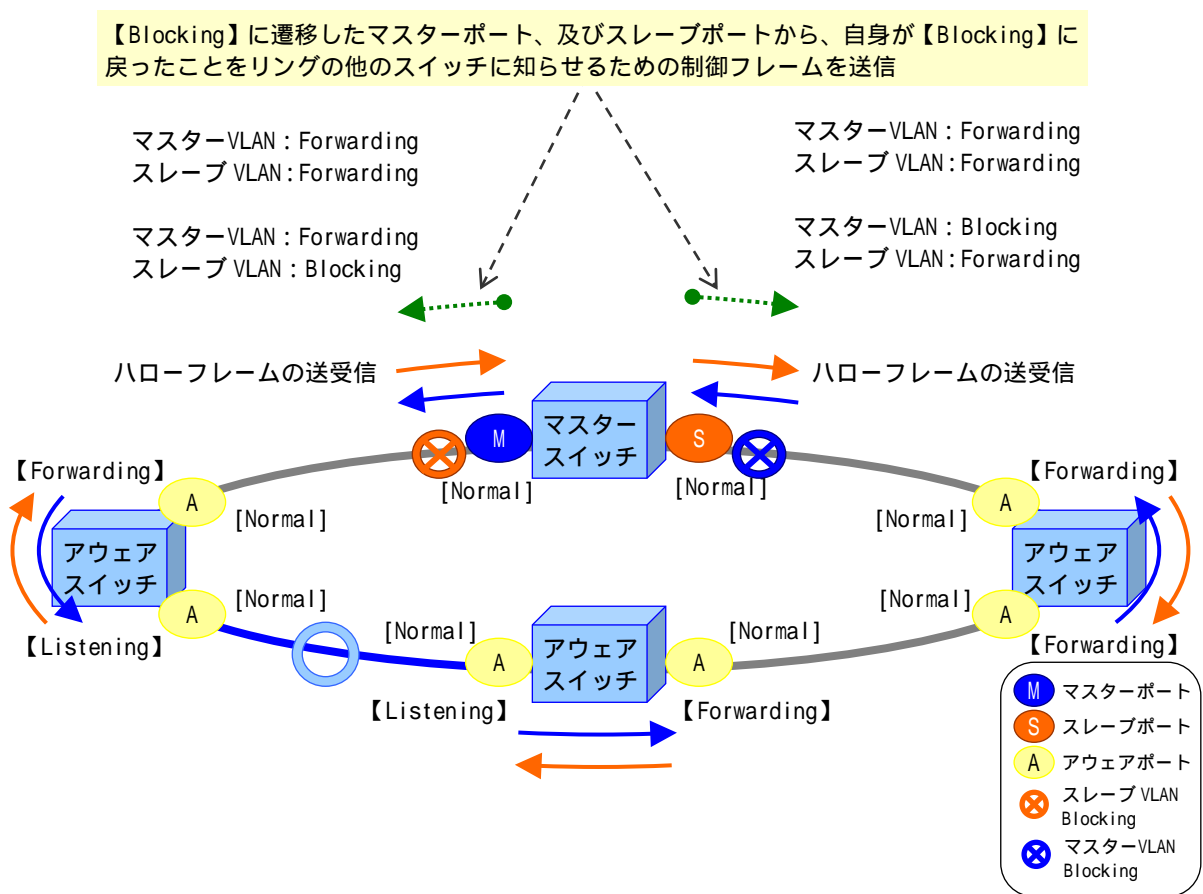 【Blocking】に遷移したマスターポート、及びスレーブポートから、自身が【Blocking】に
戻ったことをリングの他のスイッチに知らせるための制御フレームを送信
マスターVLAN：Forwarding
スレーブ VLAN：Forwarding
マスターVLAN：Forwarding
スレーブ VLAN：Blocking
マスターVLAN：Forwarding
スレーブ VLAN：Forwarding
マスターVLAN：Blocking
スレーブ VLAN：Forwarding
ハローフレームの送受信
ハローフレームの送受信
M
マスター
スイッチ
S
[Normal]
[Normal]
【Forwarding】
A
[Normal]
アウェア
スイッチ
A
[Normal]
【Listening】
【Forwarding】
A
[Normal]
アウェア
スイッチ
A
[Normal]
【Forwarding】
[Normal]
A
アウェア
スイッチ
A
[Normal]
【Listening】
【Forwarding】
M マスターポート
S スレーブポート
A アウェアポート
スレーブ VLAN
Blocking
マスターVLAN
Blocking